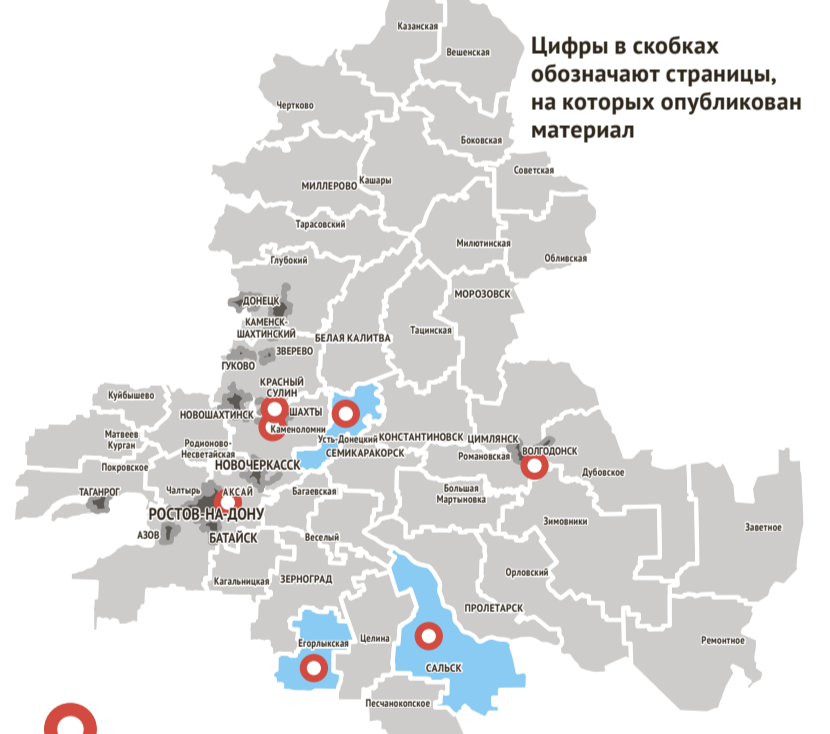 Казанская
Вешенская
Цифры в скобках
обозначают страницы,
на которых опубликован
материал
Чертково
Боковская
Советская
МИЛЛЕРОВО
Кашары
Тарасовский
Милютинская
Обливская
Глубокий
МОРОЗОВСК
ДОНЕЦК
КАМЕНСК-
ШАХТИНСКИЙ
Тацинская
БЕЛАЯ КАЛИТВА
ЗВЕРЕВО
ГУКОВО
КРАСНЫЙ
СУЛИН
Куйбышево
НОВОШАХТИНСК
ШАХТЫ
Каменоломни
Матвеев
Курган
Усть-Донецкий
КОНСТАНТИНОВСК
ЦИМЛЯНСК
Родионово-
Несветайская
СЕМИКАРАКОРСК
Романовская
ВОЛГОДОНСК
Покровское
НОВОЧЕРКАССК
Дубовское
ТАГАНРОГ
Чалтырь
АКСАЙ
Багаевская
Большая
Мартыновка
РОСТОВ-НА-ДОНУ
Зимовники
Заветное
АЗОВ
БАТАЙСК
Веселый
Орловский
Кагальницкая
ЗЕРНОГРАД
ПРОЛЕТАРСК
Егорлыкская
Целина
Ремонтное
САЛЬСК
Песчанокопское